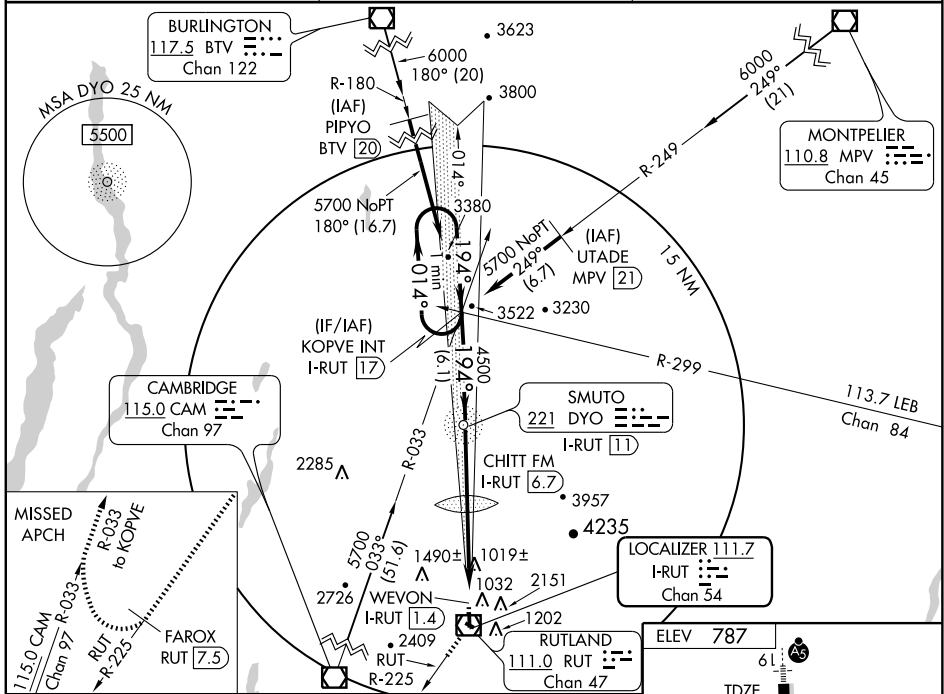 BURLINGTON
117.5 BTV
Chan 122
3623
6000
180° (20)
R-180
(IAF)
PIPYO
BTV 20
3800
014°
6000
249°
(21)
MONTPELIER
110.8 MPV
Chan 45
R-249
MSA DYO 25 NM
5500
5700 NoPT
180° (16.7)
3380
194°
1 min
014°
5700 NoPT
249°
(6.7)
(IAF)
UTADE
MPV 21
15 NM
3522
3230
(IF/IAF)
KOPVE INT
I-RUT 17
(6.1)
194°
4500
R-299
113.7 LEB
Chan 84
CAMBRIDGE
115.0 CAM
Chan 97
SMUTO
221 DYO
I-RUT 11
2285
R-033
CHITT FM
I-RUT 6.7
3957
4235
MISSED
APCH
R-033
to KOPVE
115.0 CAM
Chan 97
R-033
RUT
R-225
FAROX
RUT 7.5
5700
033°
(51.6)
2726
1490±
1019±
WEVON
I-RUT 1.4
1032
2151
1202
2409
RUT
R-225
LOCALIZER 111.7
I-RUT
Chan 54
RUTLAND
111.0 RUT
Chan 47
ELEV 787
6L
A5
TDZE